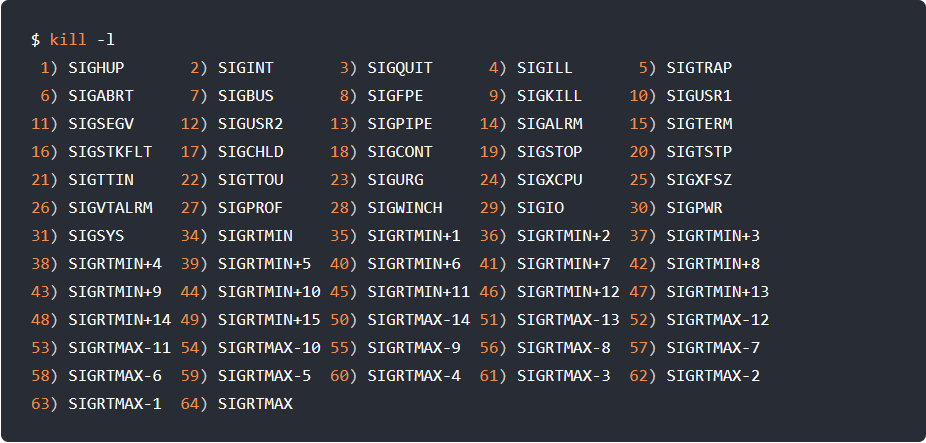 $ kill -l
 1) SIGHUP       2) SIGINT       3) SIGQUIT      4) SIGILL       5) SIGTRAP
 6) SIGABRT      7) SIGBUS       8) SIGFPE       9) SIGKILL     10) SIGUSR1
11) SIGSEGV     12) SIGUSR2     13) SIGPIPE     14) SIGALRM     15) SIGTERM
16) SIGSTKFLT   17) SIGCHLD     18) SIGCONT     19) SIGSTOP     20) SIGTSTP
21) SIGTTIN     22) SIGTTOU     23) SIGURG      24) SIGXCPU     25) SIGXFSZ
26) SIGVTALRM   27) SIGPROF     28) SIGWINCH    29) SIGIO       30) SIGPWR
31) SIGSYS      34) SIGRTMIN    35) SIGRTMIN+1  36) SIGRTMIN+2  37) SIGRTMIN+3
38) SIGRTMIN+4  39) SIGRTMIN+5  40) SIGRTMIN+6  41) SIGRTMIN+7  42) SIGRTMIN+8
43) SIGRTMIN+9  44) SIGRTMIN+10 45) SIGRTMIN+11 46) SIGRTMIN+12 47) SIGRTMIN+13
48) SIGRTMIN+14 49) SIGRTMIN+15 50) SIGRTMAX-14 51) SIGRTMAX-13 52) SIGRTMAX-12
53) SIGRTMAX-11 54) SIGRTMAX-10 55) SIGRTMAX-9  56) SIGRTMAX-8  57) SIGRTMAX-7
58) SIGRTMAX-6  59) SIGRTMAX-5  60) SIGRTMAX-4  61) SIGRTMAX-3  62) SIGRTMAX-2
63) SIGRTMAX-1  64) SIGRTMAX